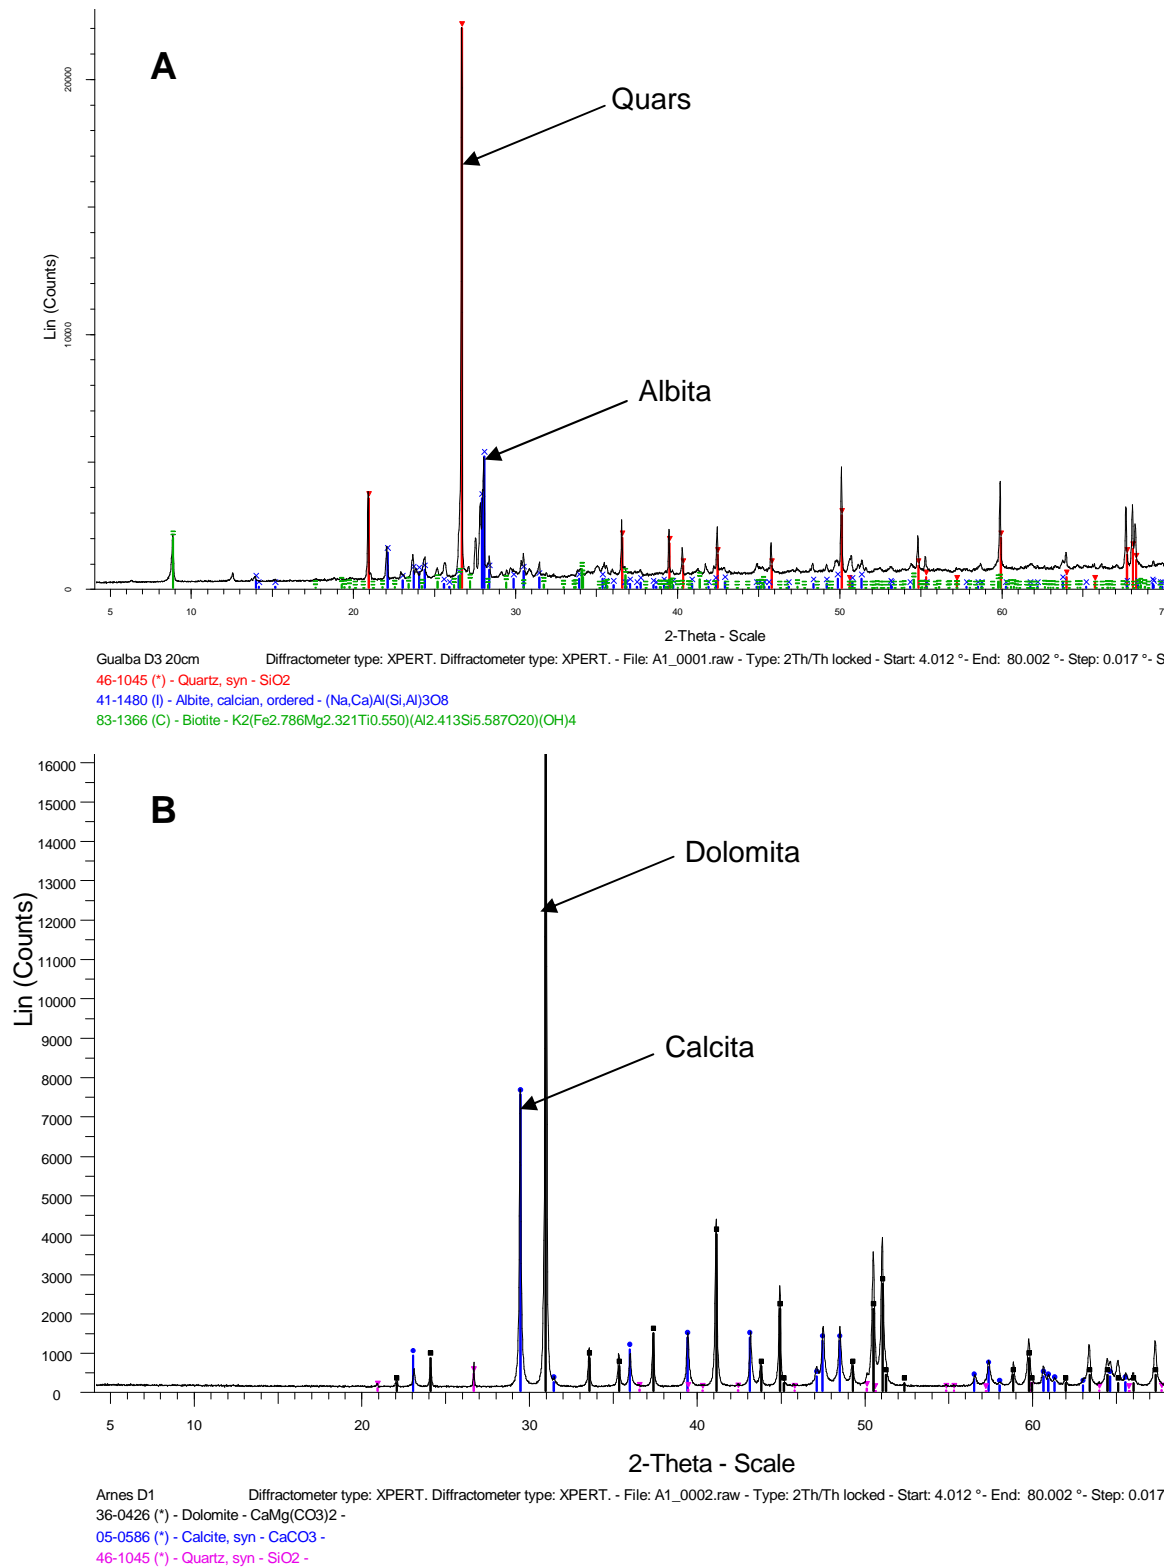 A
Quars
20000
Lin (Counts)
10000
Albita
0
5 10 20 30 40 50 60 7
2-Theta - Scale
Gualba D3 20cm Diffractometer type: XPERT. Diffractometer type: XPERT. - File: A1_0001.raw - Type: 2Th/Th locked - Start: 4.012 ° - End: 80.002 ° - Step: 0.017 ° - S
46-1045 (*) - Quartz, syn - SiO2
41-1480 (I) - Albite, calcian, ordered - (Na,Ca)Al(Si,Al)3O8
83-1366 (C) - Biotite - K2(Fe2.786Mg2.321Ti0.550)(Al2.413Si5.587O20)(OH)4
16000
B
15000
Dolomita
14000
13000
12000
Lin (Counts)
11000
10000
9000
Calcita
8000
7000
6000
5000
4000
3000
2000
1000
0
5 10 20 30 40 50 60
2-Theta - Scale
Arnes D1 Diffractometer type: XPERT. Diffractometer type: XPERT. - File: A1_0002.raw - Type: 2Th/Th locked - Start: 4.012 ° - End: 80.002 ° - Step: 0.017
36-0426 (*) - Dolomite - CaMg(CO3)2 -
05-0586 (*) - Calcite, syn - CaCO3 -
46-1045 (*) - Quartz, syn - SiO2 -